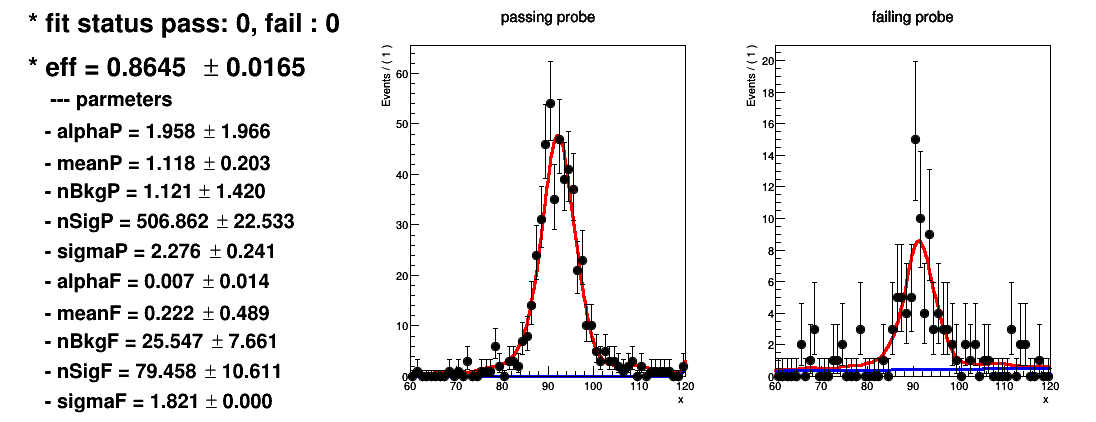 * fit status pass: 0, fail : 0
* eff = 0.8645 ± 0.0165
--- parmeters
- alphaP = 1.958 ± 1.966
- meanP = 1.118 ± 0.203
- nBkgP = 1.121 ± 1.420
- nSigP = 506.862 ± 22.533
- sigmaP = 2.276 ± 0.241
- alphaF = 0.007 ± 0.014
- meanF = 0.222 ± 0.489
- nBkgF = 25.547 ± 7.661
- nSigF = 79.458 ± 10.611
- sigmaF = 1.821 ± 0.000
passing probe
Events / ( 1 )
60
50
40
30
20
10
0
60 70 80 90 100 110 120
x
failing probe
Events / ( 1 )
20
18
16
14
12
10
8
6
4
2
0
60 70 80 90 100 110 120
x